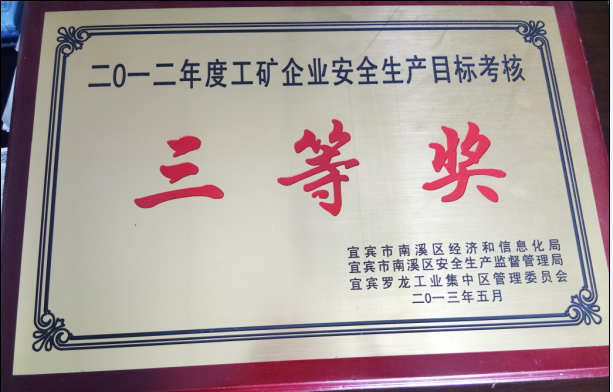 二〇一二年度工矿企业安全生产目标考核
三等奖
宜宾市南溪区经济和信息化局
宜宾市南溪区安全生产监督管理局
宜宾罗龙工业集中区管理委员会
二〇一三年五月